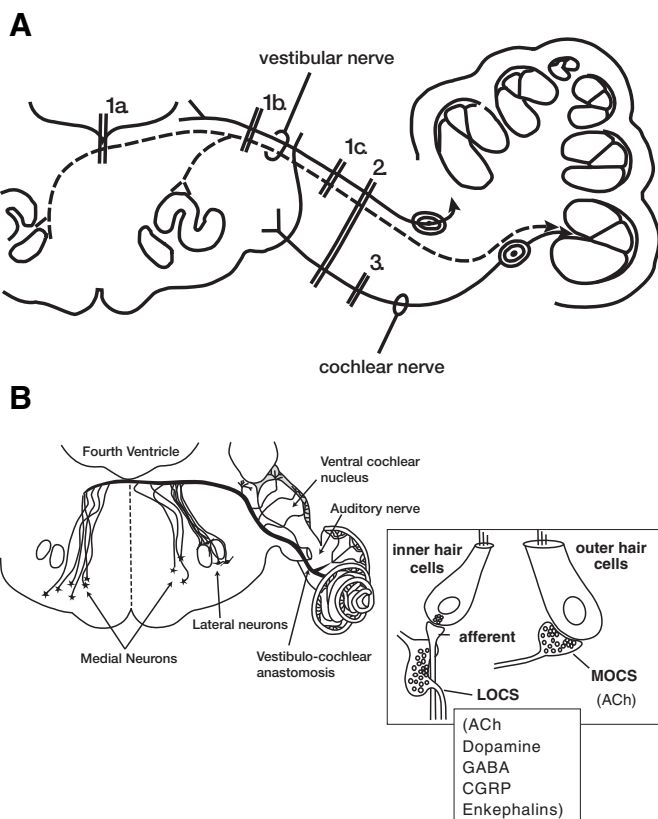 A
vestibular nerve
1a.
1b.
1c.
2.
3.
cochlear nerve
B
Fourth Ventricle
Ventral cochlear
nucleus
Auditory nerve
Lateral neurons
Medial Neurons
Vestibulo-cochlear
anastomosis
inner hair
cells
outer hair
cells
afferent
MOCS
(ACh)
LOCS
(ACh
Dopamine
GABA
CGRP
Enkephalins)